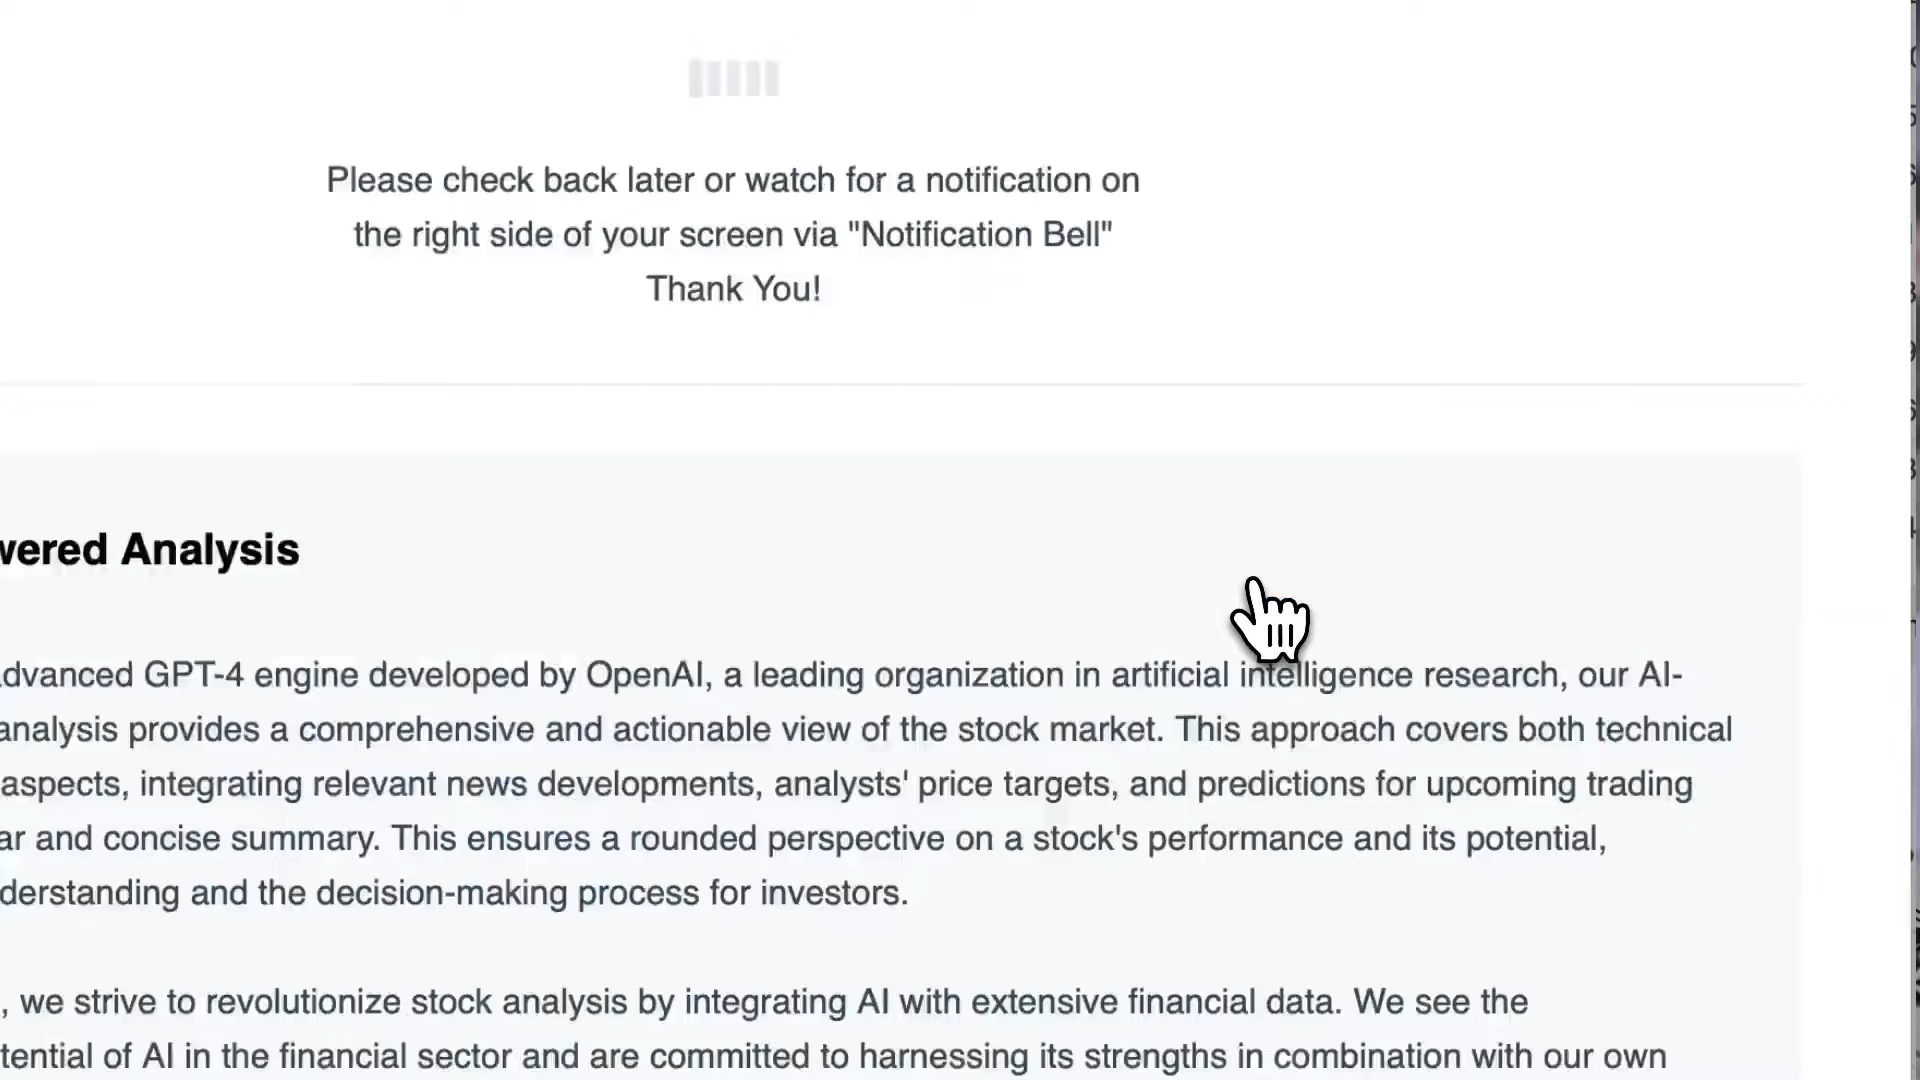 Please check back later or watch for a notification on
the right side of your screen via "Notification Bell"
Thank You!
wered Analysis
dvanced GPT-4 engine developed by OpenAI, a leading organization in artificial intelligence research, our AI-
analysis provides a comprehensive and actionable view of the stock market. This approach covers both technical
aspects, integrating relevant news developments, analysts' price targets, and predictions for upcoming trading
ar and concise summary. This ensures a rounded perspective on a stock's performance and its potential,
derstanding and the decision-making process for investors.
, we strive to revolutionize stock analysis by integrating AI with extensive financial data. We see the
tential of AI in the financial sector and are committed to harnessing its strengths in combination with our own